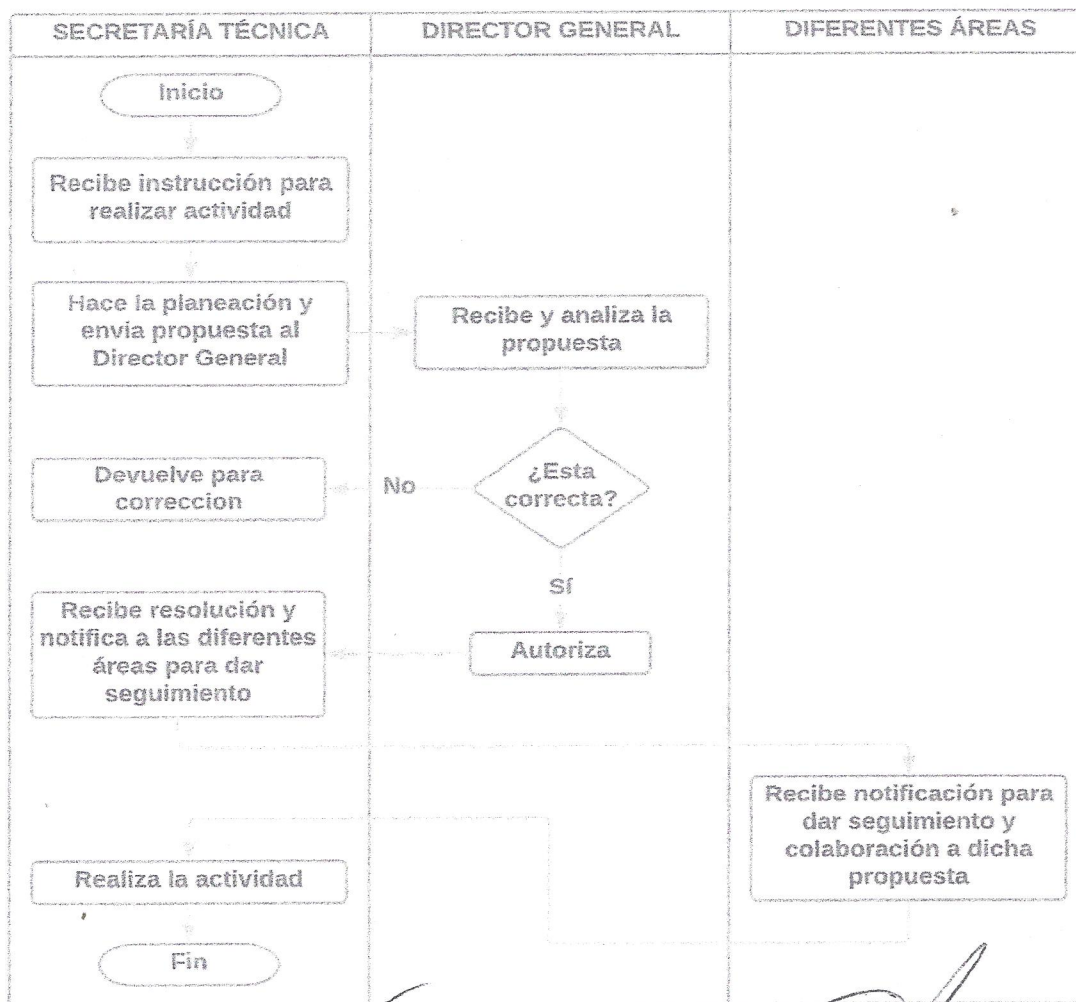 SECRETARÍA TÉCNICA
DIRECTOR GENERAL
DIFERENTES ÁREAS
Inicio
Recibe instrucción para
realizar actividad
Hace la planeación y
envia propuesta al
Director General
Recibe y analiza la
propuesta
¿Esta
correcta?
No
Devuelve para
correccion
Sí
Autoriza
Recibe resolución y
notifica a las diferentes
áreas para dar
seguimiento
Recibe notificación para
dar seguimiento y
colaboración a dicha
propuesta
Realiza la actividad
Fin